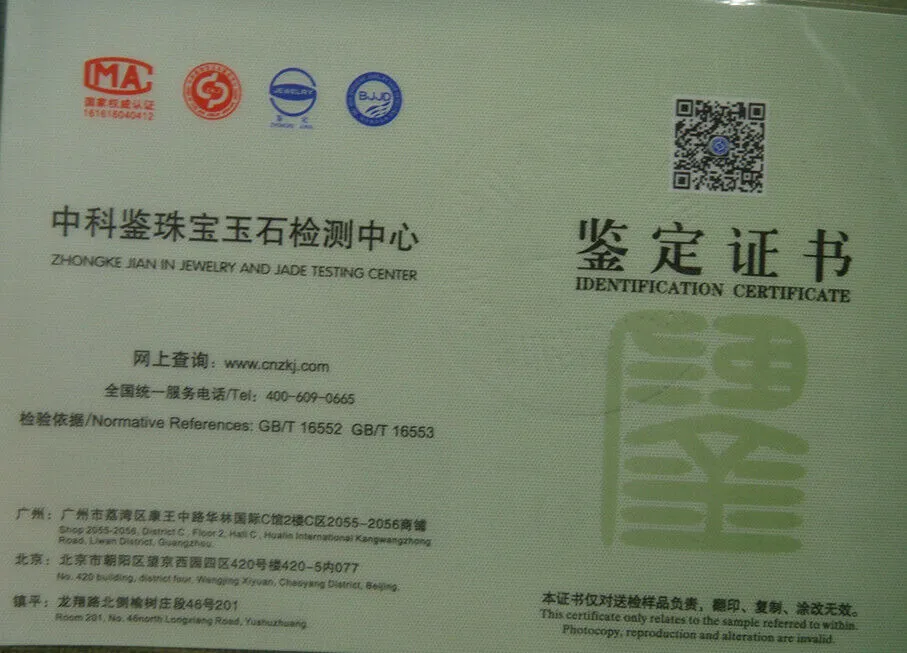 MA
国家权威认证
161618040412
JEWELRY
BJJD
中科鉴珠宝玉石检测中心
ZHONGKE JIAN IN JEWELRY AND JADE TESTING CENTER
网上查询：www.cnzkj.com
全国统一服务电话/Tel：400-609-0665
检验依据/Normative References: GB/T 16552 GB/T 16553
广州：广州市荔湾区康王中路华林国际C馆2楼C区2055-2056商铺
Shop 2055-2056, District C, Floor 2, Hall C, Hualin International Kangwangzhong
Road, Liwan District, Guangzhou.
北京：北京市朝阳区望京西园四区420号楼420-5内077
No. 420 building, district four, Wangjing Xiyuan, Chaoyang District, Beijing.
镇平：龙翔路北侧榆树庄段46号201
Room 201, No. 46north Longxiang Road, Yushuzhuang.
鉴定证书
IDENTIFICATION CERTIFICATE
本证书仅对送检样品负责，翻印、复制、涂改无效。
This certificate only relates to the sample referred to within.
Photocopy, reproduction and alteration are invalid.